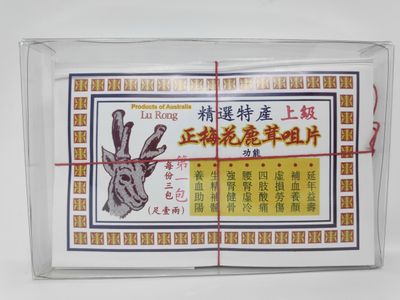 Products of Australia
Lu Rong
精選特產 上級
正梅花鹿茸咀片
功能
延年益壽
補血養顏
虛損勞傷
四肢酸痛
腰腎虛冷
強腎健骨
生精補髓
養血助陽
第一包
每份三包
(足壹兩)